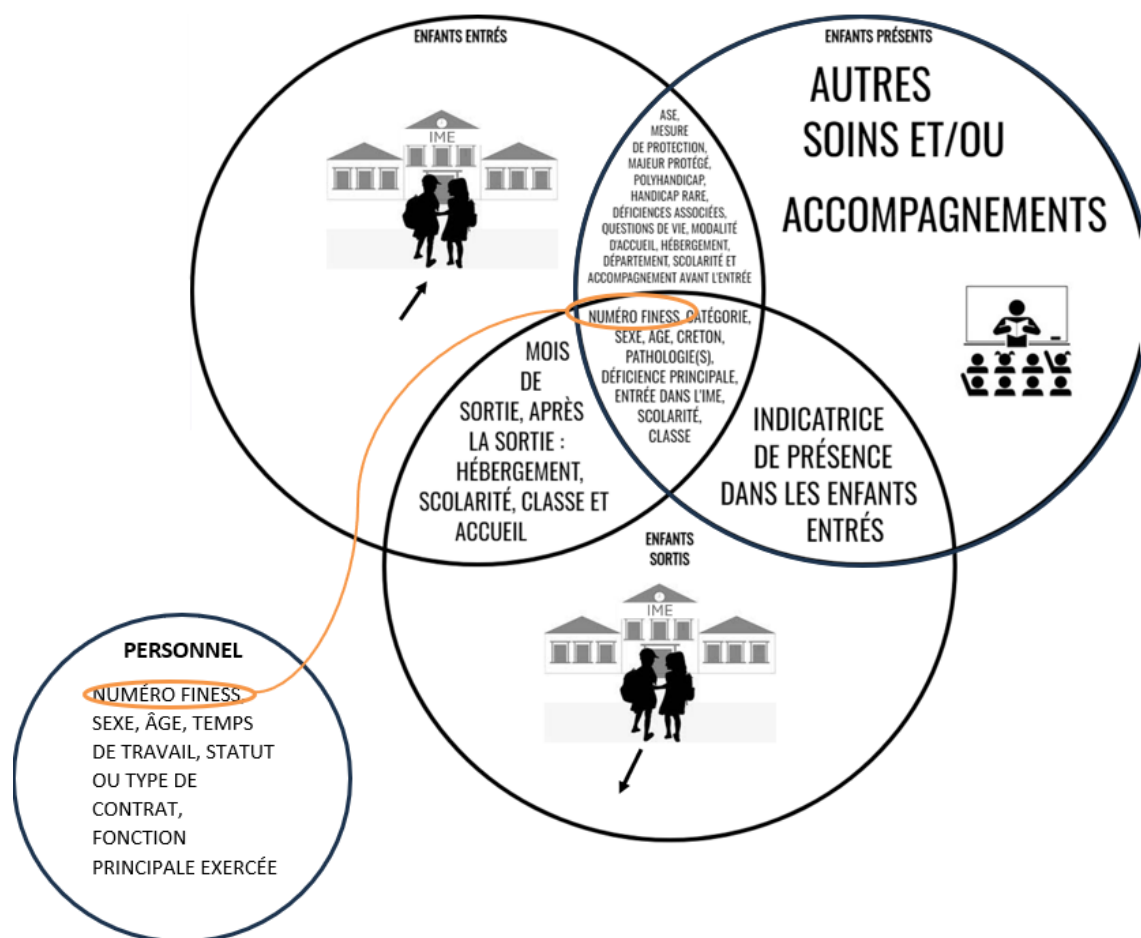 ENFANTS ENTRÉS
IME
ENFANTS PRÉSENTS
AUTRES
SOINS ET/OU
ACCOMPAGNEMENTS
ASE,
MESURE
DE PROTECTION,
MAJEUR PROTÉGÉ,
POLYHANDICAP,
HANDICAP RARE,
DÉFICIENCES ASSOCIÉES,
QUESTIONS DE VIE, MODALITÉ
D'ACCUEIL, HÉBERGEMENT,
DÉPARTEMENT, SCOLARITÉ ET
ACCOMPAGNEMENT AVANT L'ENTRÉE
NUMÉRO FINESS, CATÉGORIE,
SEXE, ÂGE, CRETON,
PATHOLOGIE(S),
DÉFICIENCE PRINCIPALE,
ENTRÉE DANS L'IME,
SCOLARITÉ,
CLASSE
MOIS
DE
SORTIE, APRÈS
LA SORTIE :
HÉBERGEMENT,
SCOLARITÉ, CLASSE ET
ACCUEIL
INDICATRICE
DE PRÉSENCE
DANS LES ENFANTS
ENTRÉS
ENFANTS
SORTIS
IME
PERSONNEL
NUMÉRO FINESS,
SEXE, ÂGE, TEMPS
DE TRAVAIL, STATUT
OU TYPE DE
CONTRAT,
FONCTION
PRINCIPALE EXERCÉE